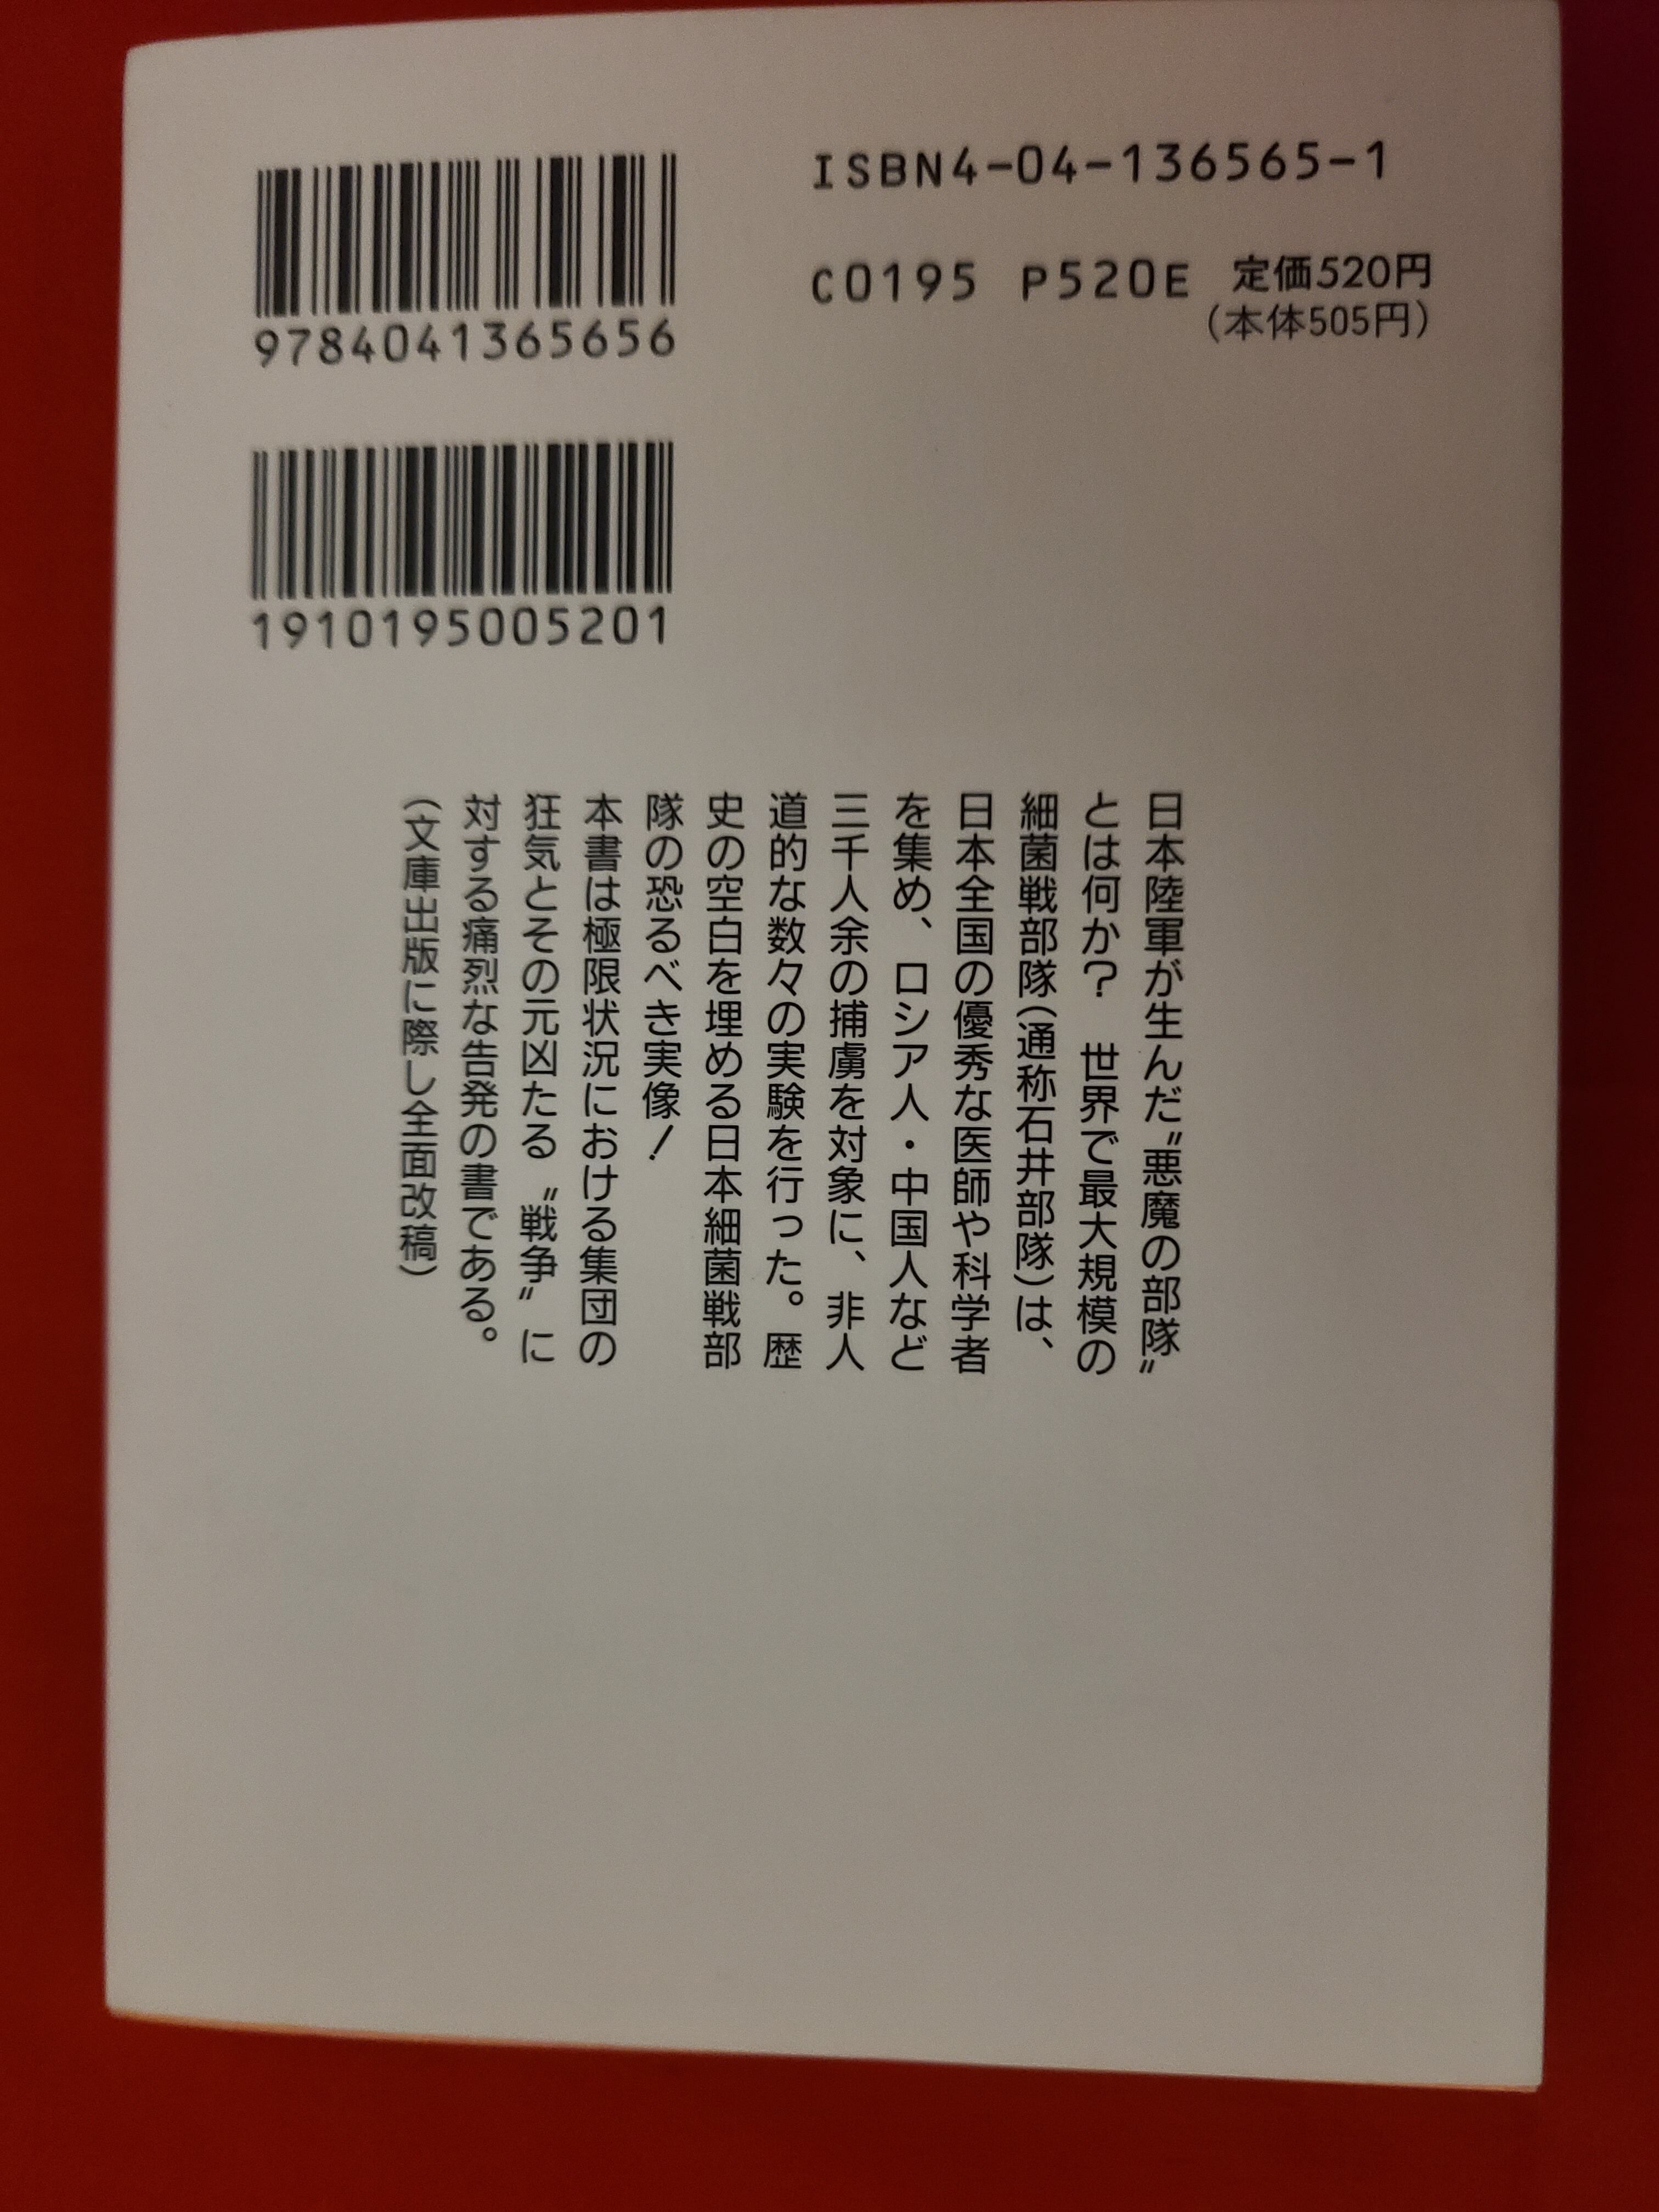 ISBN4-04-136565-1
C0195 P520E 定価520円
（本体505円）
9784041365656
1910195005201
日本陸軍が生んだ〝悪魔の部隊〟
とは何か？　世界で最大規模の
細菌戦部隊（通称石井部隊）は、
日本全国の優秀な医師や科学者
を集め、ロシア人・中国人など
三千人余の捕虜を対象に、非人
道的な数々の実験を行った。歴
史の空白を埋める日本細菌戦部
隊の恐るべき実像！
本書は極限状況における集団の
狂気とその元凶たる〝戦争〟に
対する痛烈な告発の書である。
（文庫出版に際し全面改稿）